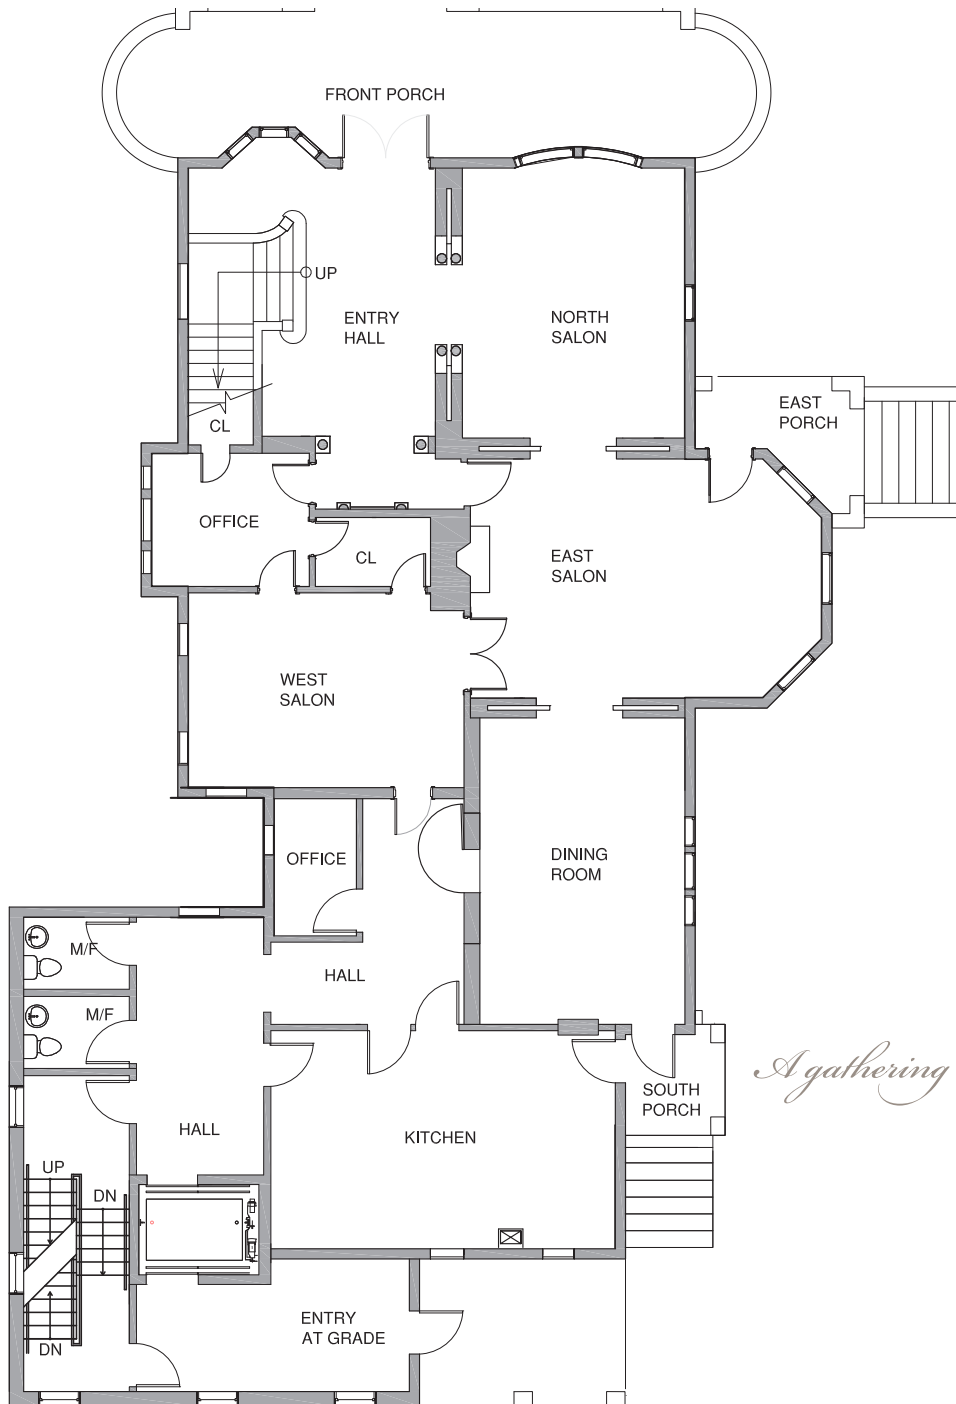 FRONT PORCH
UP
ENTRY
HALL
NORTH
SALON
EAST
PORCH
CL
OFFICE
CL
EAST
SALON
WEST
SALON
OFFICE
DINING
ROOM
M/F
HALL
M/F
A gathering
SOUTH
PORCH
HALL
KITCHEN
UP
DN
ENTRY
AT GRADE
DN